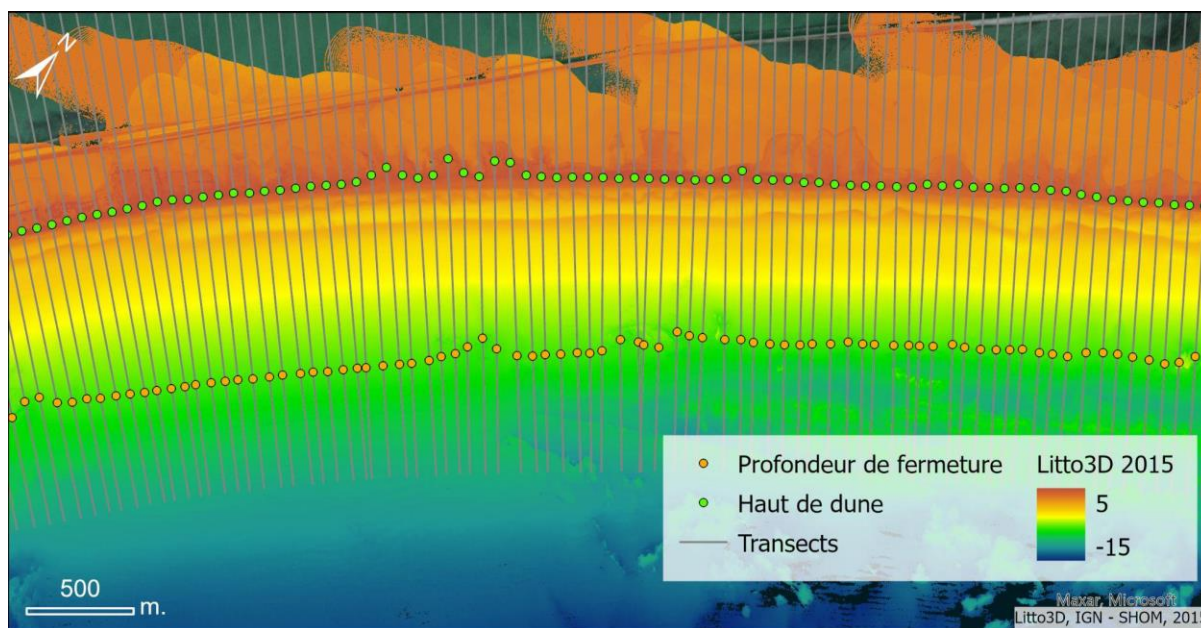 N
Profondeur de fermeture
Haut de dune
Transects
Litto3D 2015
5
-15
500
m.
Maxar, Microsoft
Litto3D, IGN - SHOM, 201